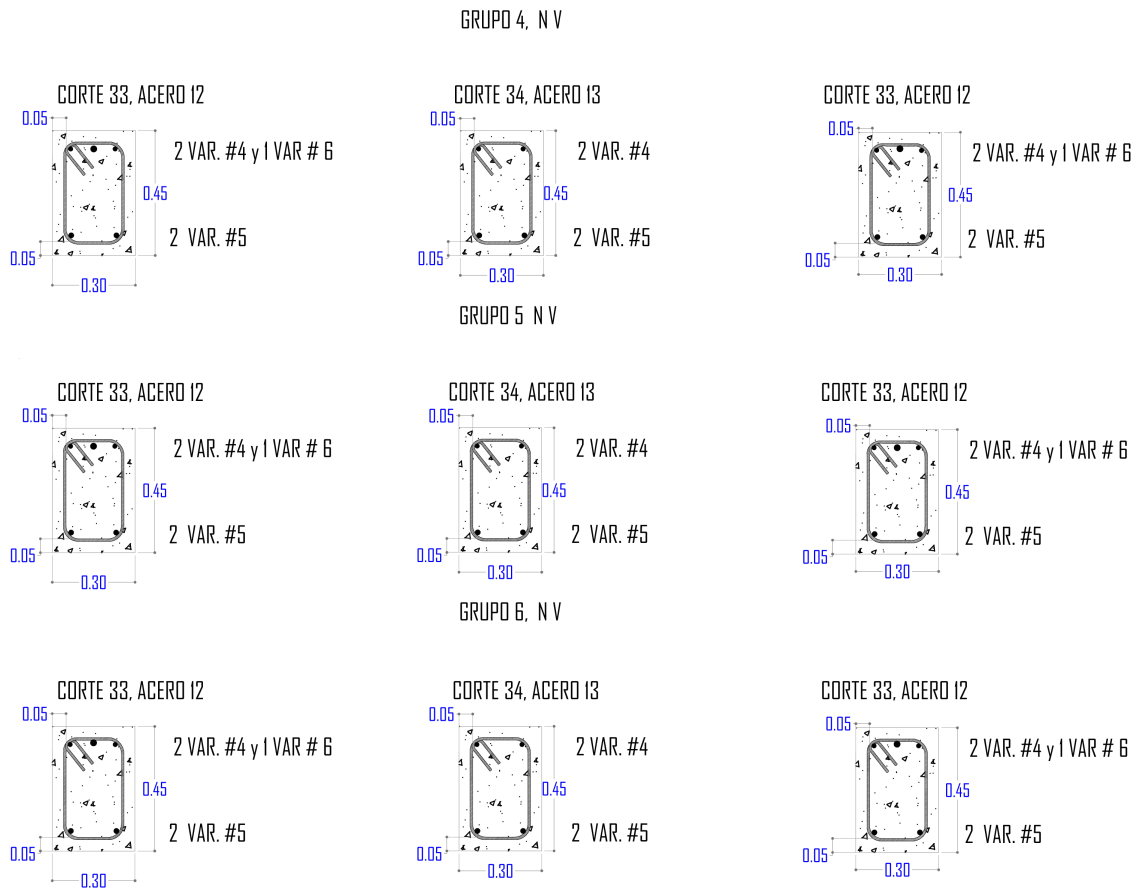 GRUPO 4, N V
CORTE 33, ACERO 12
0.05
2 VAR. #4 y 1 VAR # 6
0.45
2 VAR. #5
0.05
0.30
CORTE 34, ACERO 13
0.05
2 VAR. #4
0.45
2 VAR. #5
0.05
0.30
CORTE 33, ACERO 12
0.05
2 VAR. #4 y 1 VAR # 6
0.45
2 VAR. #5
0.05
0.30
GRUPO 5 N V
CORTE 33, ACERO 12
0.05
2 VAR. #4 y 1 VAR # 6
0.45
2 VAR. #5
0.05
0.30
CORTE 34, ACERO 13
0.05
2 VAR. #4
0.45
2 VAR. #5
0.05
0.30
CORTE 33, ACERO 12
0.05
2 VAR. #4 y 1 VAR # 6
0.45
2 VAR. #5
0.05
0.30
GRUPO 6, N V
CORTE 33, ACERO 12
0.05
2 VAR. #4 y 1 VAR # 6
0.45
2 VAR. #5
0.05
0.30
CORTE 34, ACERO 13
0.05
2 VAR. #4
0.45
2 VAR. #5
0.05
0.30
CORTE 33, ACERO 12
0.05
2 VAR. #4 y 1 VAR # 6
0.45
2 VAR. #5
0.05
0.30